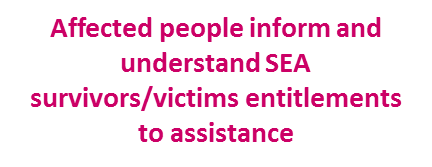 Affected people inform and
understand SEA
survivors/victims entitlements
to assistance